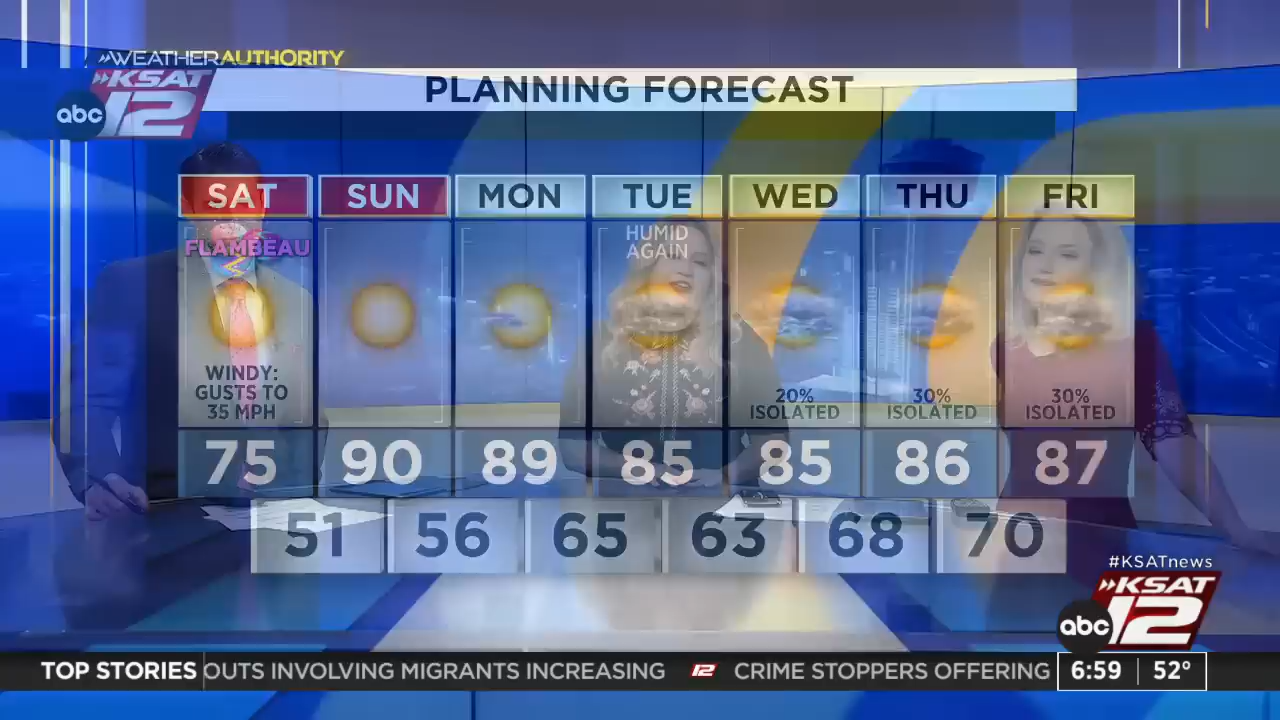 »WEATHERAUTHORITY
»KSAT
abc 12
PLANNING FORECAST
SAT SUN MON TUE WED THU FRI
FLAMBEAU
HUMID
AGAIN
WINDY:
GUSTS TO
35 MPH
20%
ISOLATED
30%
ISOLATED
30%
ISOLATED
75 90 89 85 85 86 87
51 56 65 63 68 70
#KSATnews
»KSAT
abc 12
TOP STORIES OUTS INVOLVING MIGRANTS INCREASING 12 CRIME STOPPERS OFFERING 6:59 52°